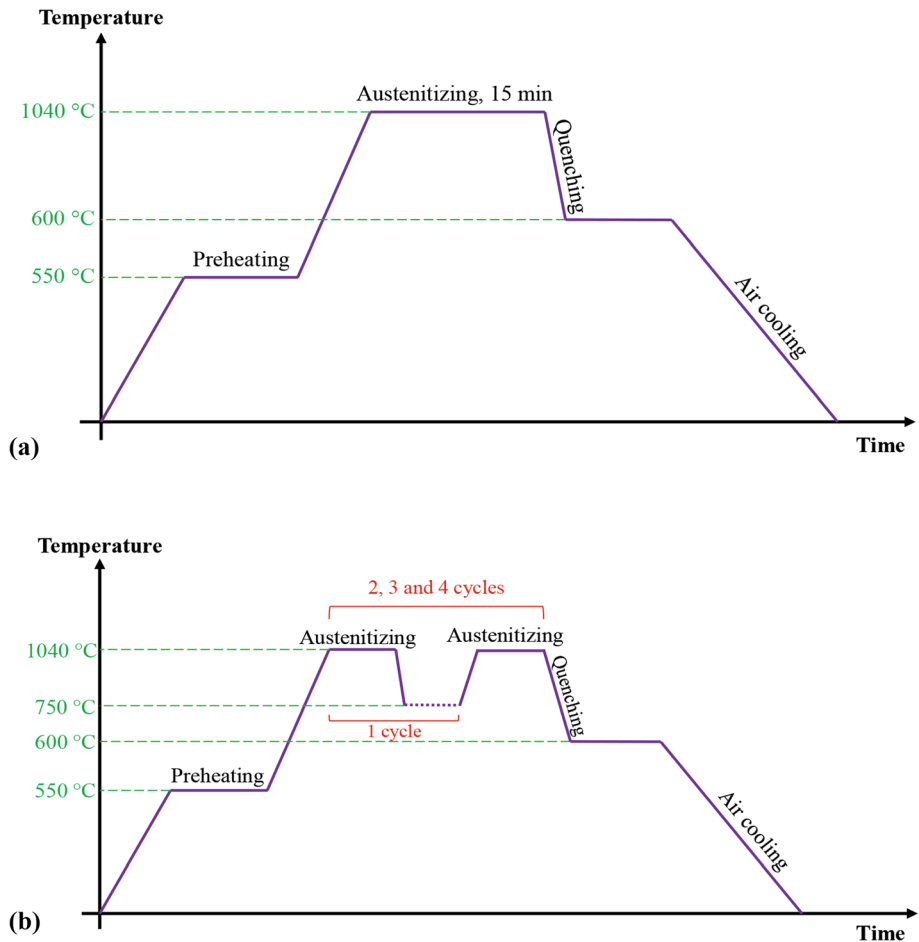 Temperature
Austenitizing, 15 min
1040 °C
Quenching
600 °C
Preheating
550 °C
Air cooling
(a)
Time
Temperature
2, 3 and 4 cycles
Austenitizing
Austenitizing
1040 °C
Quenching
750 °C
1 cycle
600 °C
Preheating
550 °C
Air cooling
(b)
Time